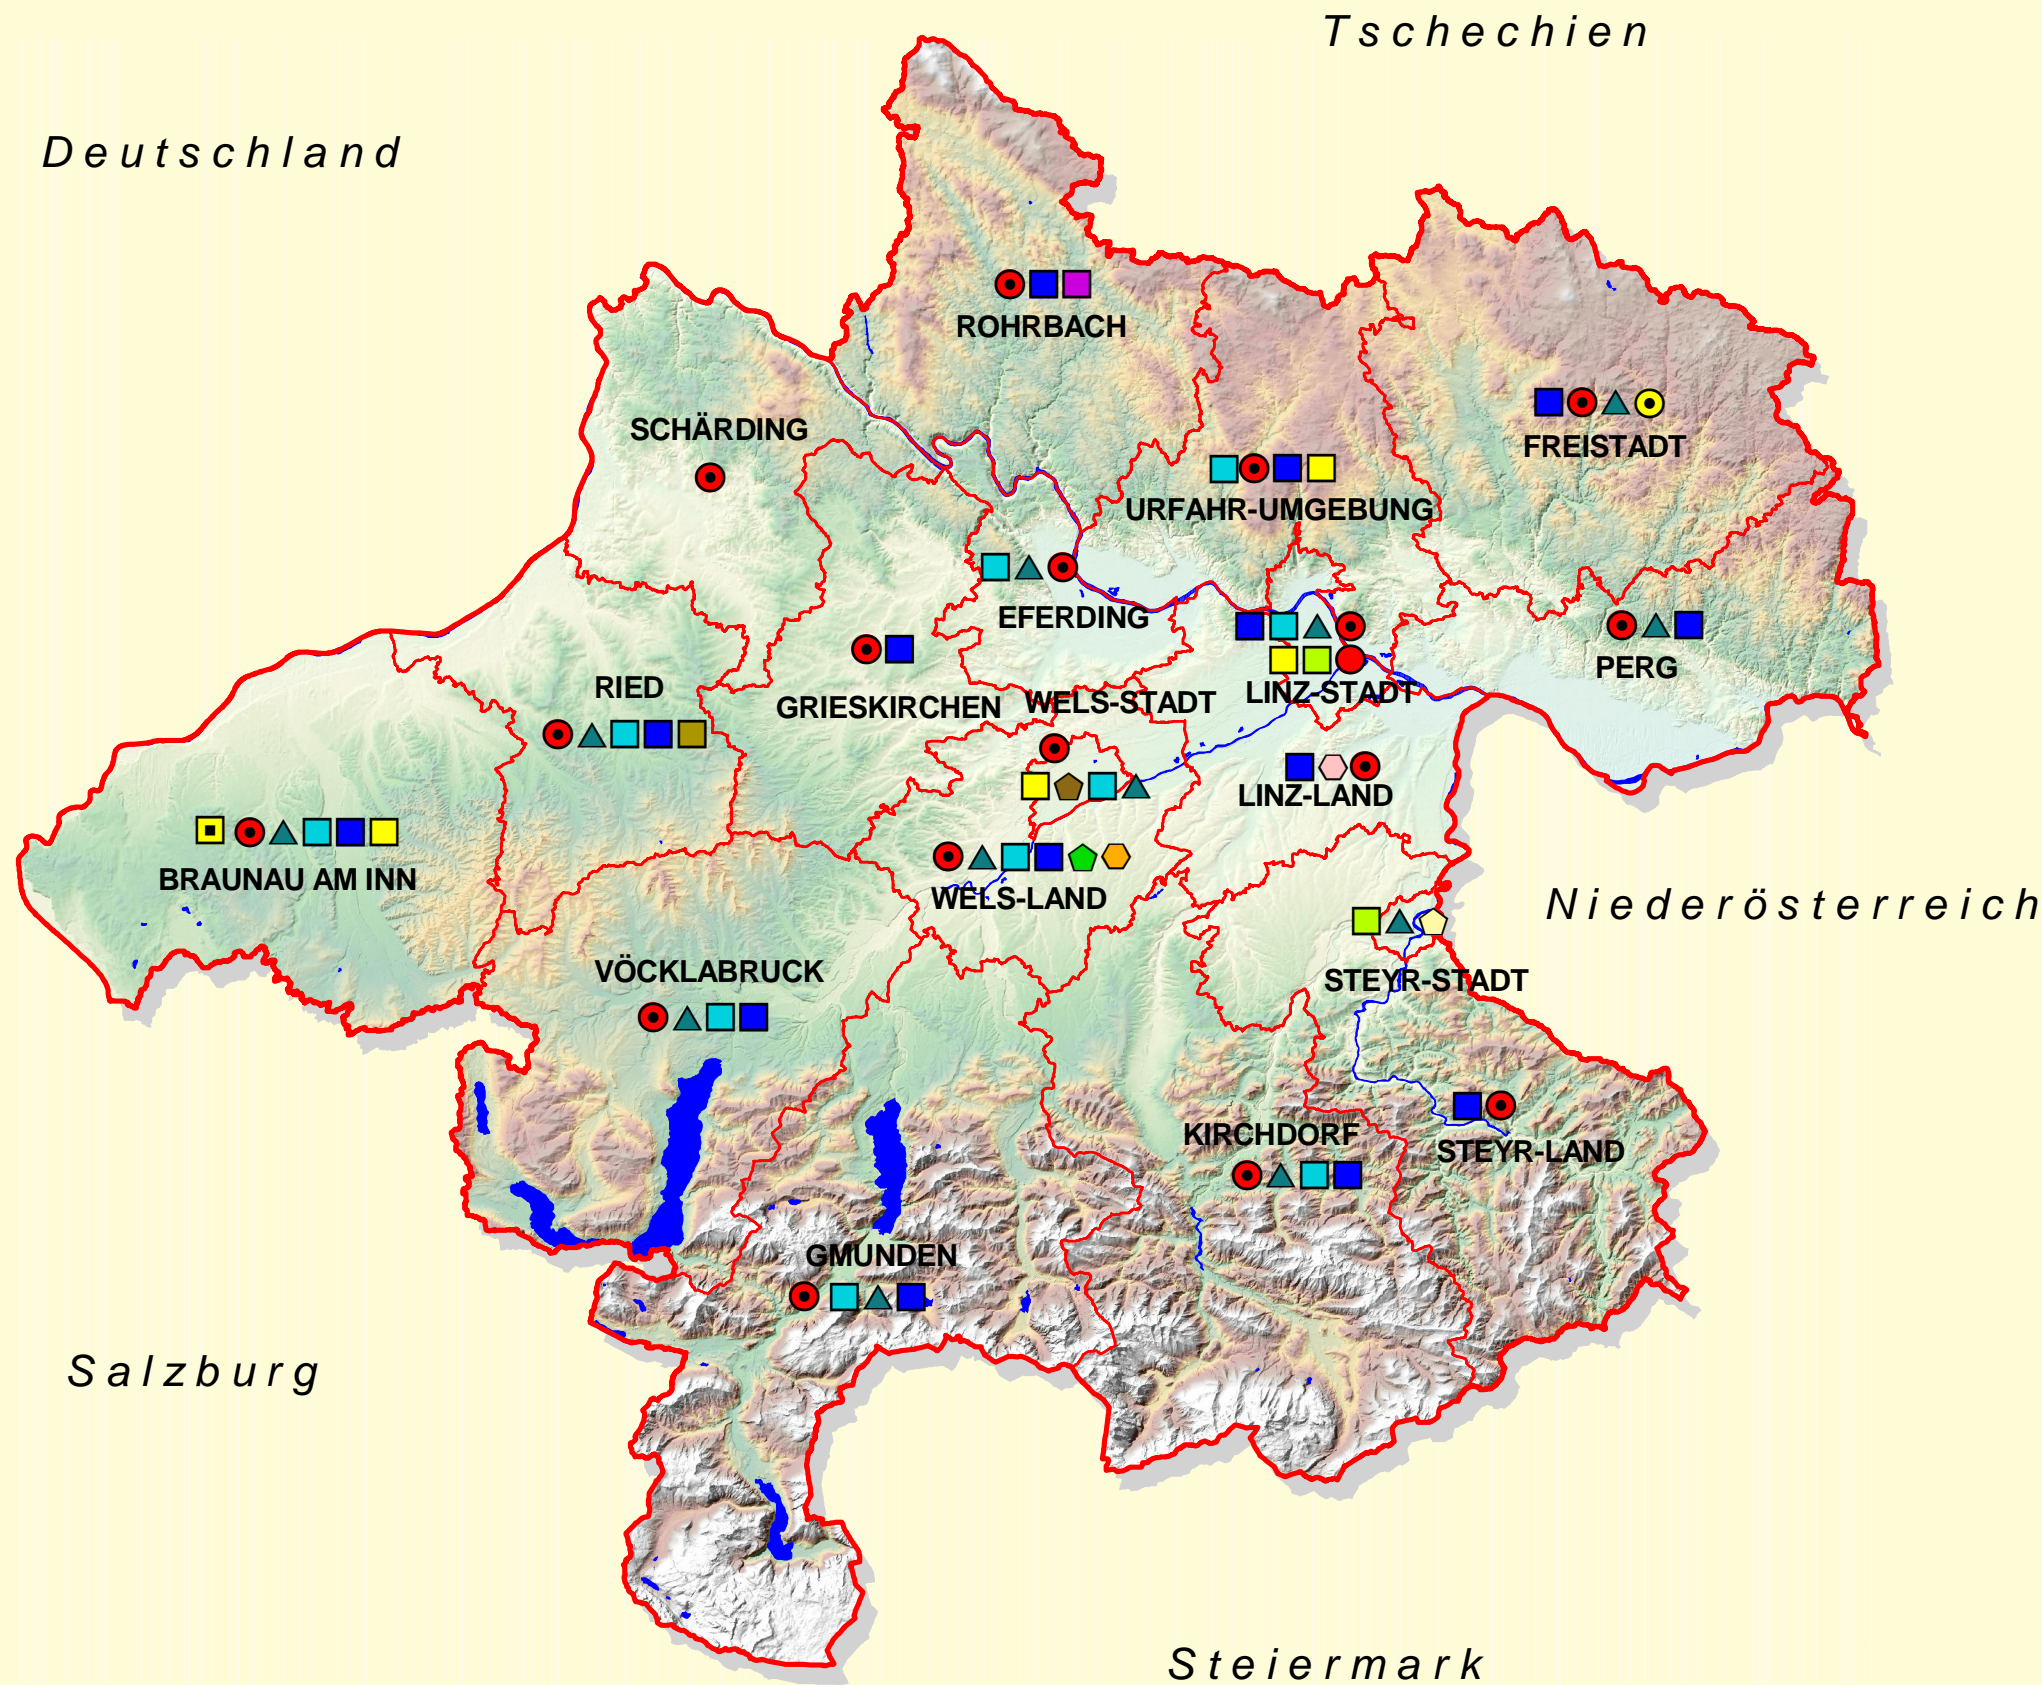 Tschechien
Deutschland
ROHRBACH
SCHÄRDING
FREISTADT
URFAHR-UMGEBUNG
EFERDING
PERG
RIED
GRIESKIRCHEN
WELS-STADT
LINZ-STADT
LINZ-LAND
BRAUNAU AM INN
WELS-LAND
Niederösterreich
VÖCKLABRUCK
STEYR-STADT
KIRCHDORF
STEYR-LAND
GMUNDEN
Salzburg
Steiermark